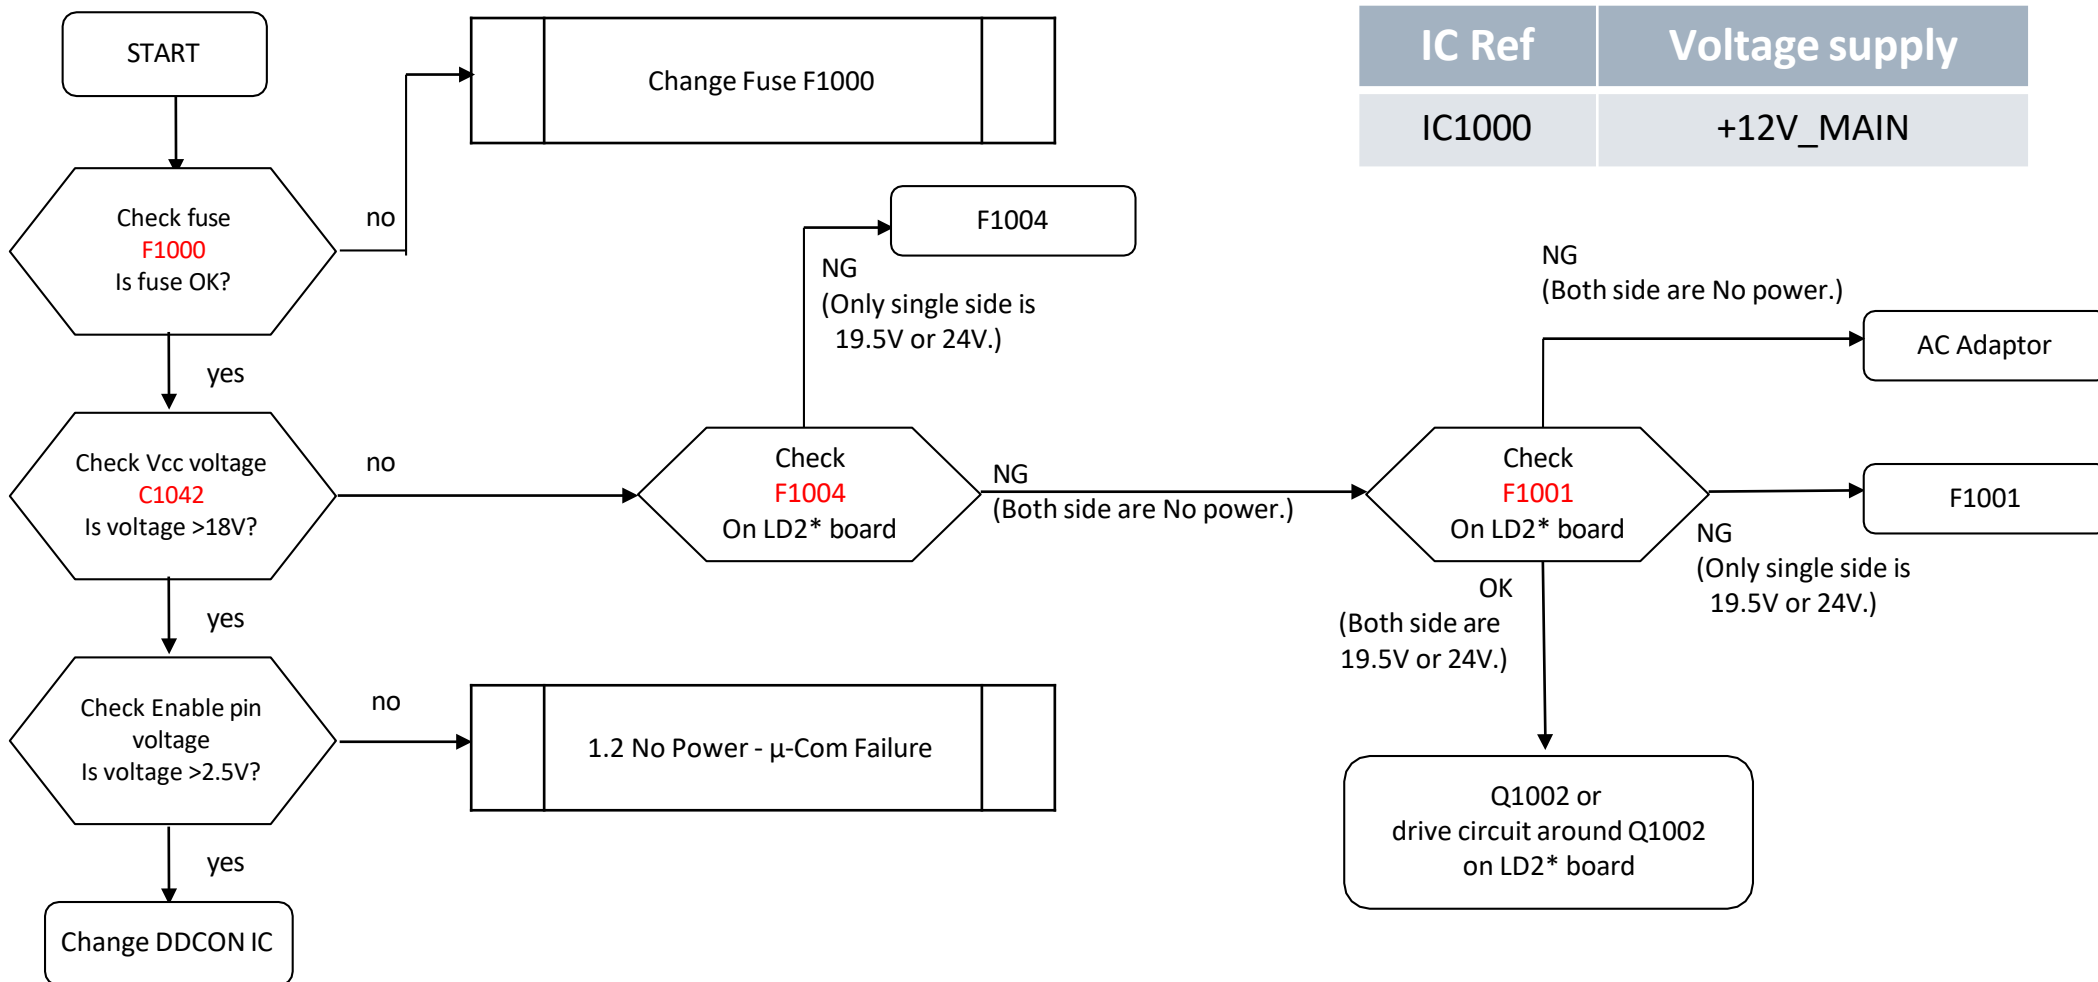 START
Change Fuse F1000
IC Ref
Voltage supply
IC1000
+12V_MAIN
Check fuse
F1000
Is fuse OK?
no
F1004
NG
(Only single side is
19.5V or 24V.)
NG
(Both side are No power.)
AC Adaptor
yes
Check Vcc voltage
C1042
Is voltage >18V?
no
Check
F1004
On LD2* board
NG
(Both side are No power.)
Check
F1001
On LD2* board
F1001
NG
(Only single side is
19.5V or 24V.)
OK
(Both side are
19.5V or 24V.)
yes
Check Enable pin
voltage
Is voltage >2.5V?
no
1.2 No Power - μ-Com Failure
Q1002 or
drive circuit around Q1002
on LD2* board
yes
Change DDCON IC